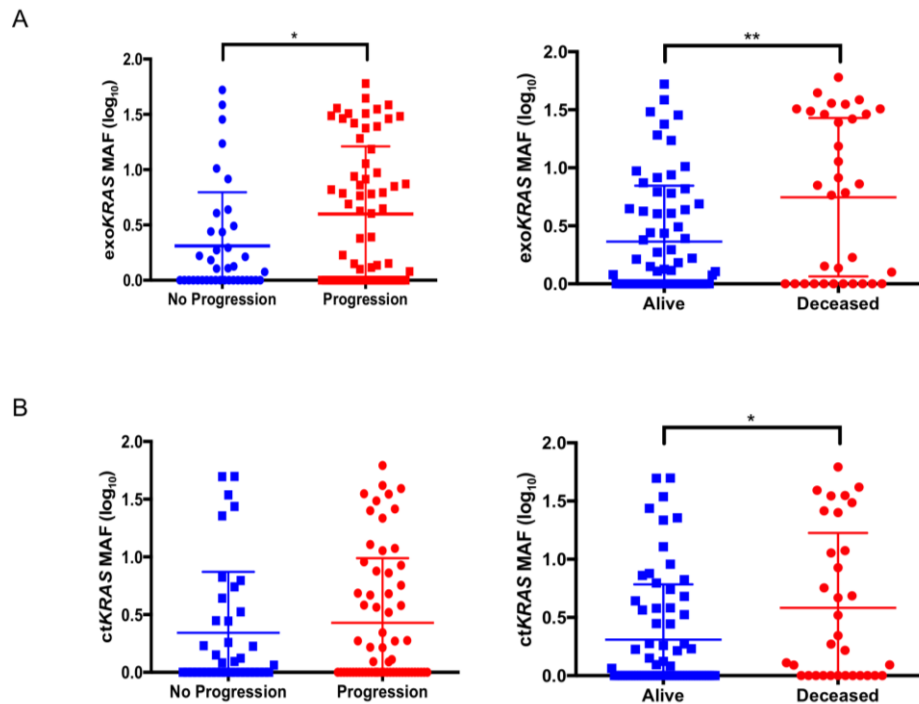 A
*
exoKRAS MAF (log10)
2.0
1.5
1.0
0.5
0.0
No Progression Progression
**
exoKRAS MAF (log10)
2.0
1.5
1.0
0.5
0.0
Alive Deceased
B
ctKRAS MAF (log10)
2.0
1.5
1.0
0.5
0.0
No Progression Progression
*
ctKRAS MAF (log10)
2.0
1.5
1.0
0.5
0.0
Alive Deceased